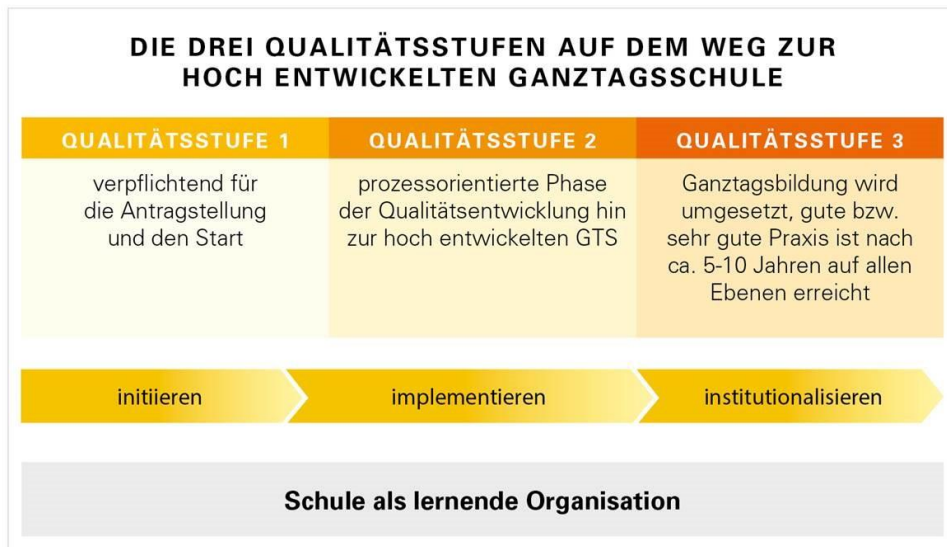 DIE DREI QUALITÄTSSTUFEN AUF DEM WEG ZUR
HOCH ENTWICKELTEN GANZTAGSSCHULE
QUALITÄTSSTUFE 1
verpflichtend für
die Antragstellung
und den Start
QUALITÄTSSTUFE 2
prozessorientierte Phase
der Qualitätsentwicklung hin
zur hoch entwickelten GTS
QUALITÄTSSTUFE 3
Ganztagsbildung wird
umgesetzt, gute bzw.
sehr gute Praxis ist nach
ca. 5-10 Jahren auf allen
Ebenen erreicht
initiieren
implementieren
institutionalisieren
Schule als lernende Organisation